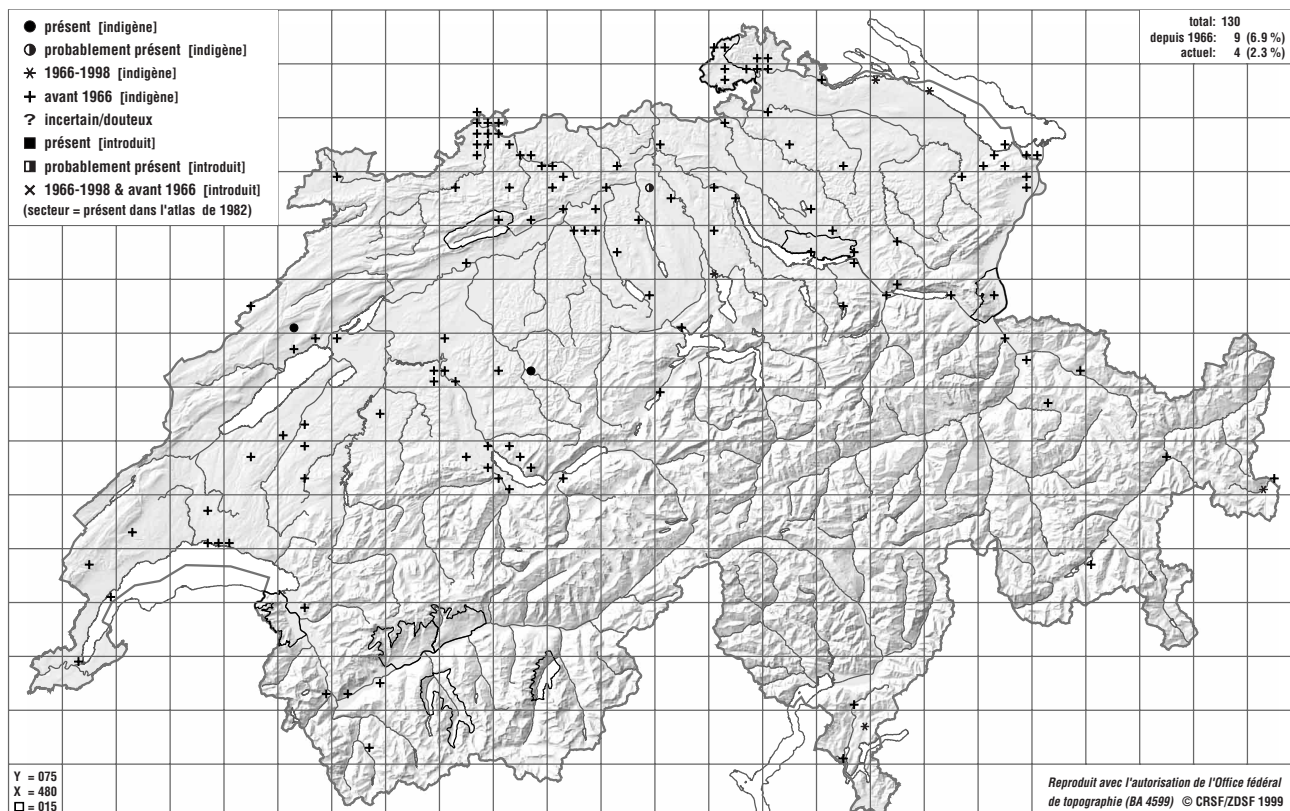 ● présent [indigène]
◑ probablement présent [indigène]
✳ 1966-1998 [indigène]
+ avant 1966 [indigène]
? incertain/douteux
■ présent [introduit]
◨ probablement présent [introduit]
✕ 1966-1998 & avant 1966 [introduit]
(secteur = présent dans l'atlas de 1982)
total: 130
depuis 1966: 9 (6.9 %)
actuel: 4 (2.3 %)
Y = 075
X = 480
□ = 015
Reproduit avec l'autorisation de l'Office fédéral
de topographie (BA 4599) © CRSF/ZDSF 1999